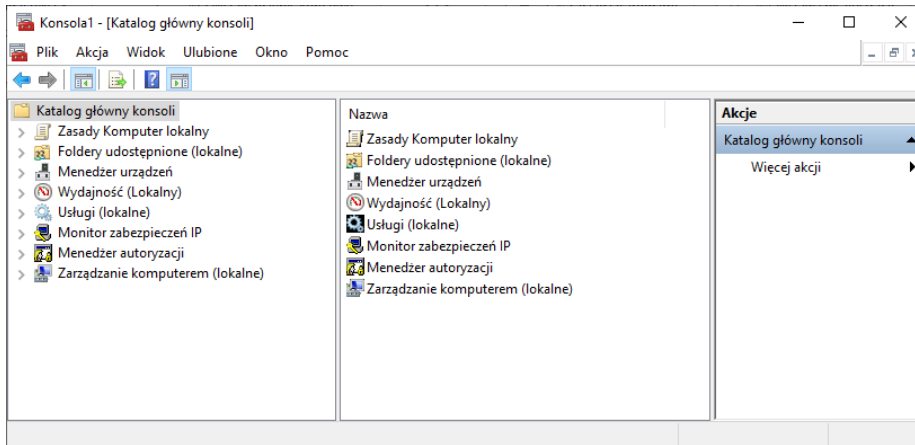 Konsola1 - [Katalog główny konsoli]
Plik Akcja Widok Ulubione Okno Pomoc
Katalog główny konsoli
Zasady Komputer lokalny
Foldery udostępnione (lokalne)
Menedżer urządzeń
Wydajność (Lokalny)
Usługi (lokalne)
Monitor zabezpieczeń IP
Menedżer autoryzacji
Zarządzanie komputerem (lokalne)
Nazwa
Zasady Komputer lokalny
Foldery udostępnione (lokalne)
Menedżer urządzeń
Wydajność (Lokalny)
Usługi (lokalne)
Monitor zabezpieczeń IP
Menedżer autoryzacji
Zarządzanie komputerem (lokalne)
Akcje
Katalog główny konsoli
Więcej akcji